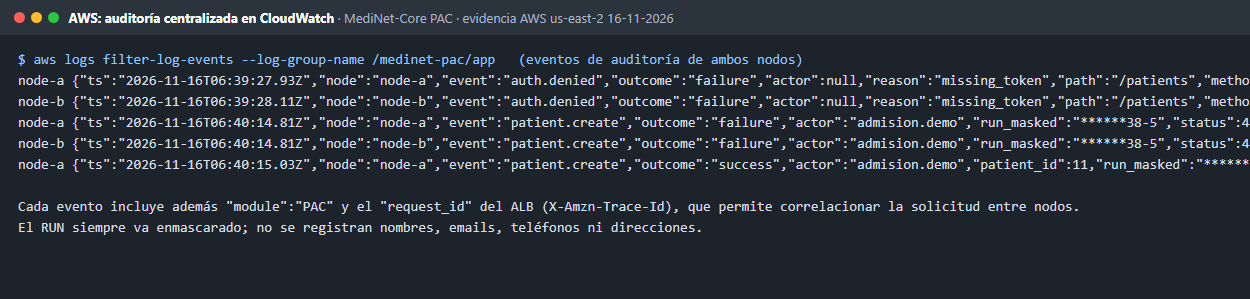 AWS: auditoría centralizada en CloudWatch · MediNet-Core PAC · evidencia AWS us-east-2 16-11-2026
$ aws logs filter-log-events --log-group-name /medinet-pac/app   (eventos de auditoría de ambos nodos)
node-a {"ts":"2026-11-16T06:39:27.93Z","node":"node-a","event":"auth.denied","outcome":"failure","actor":null,"reason":"missing_token","path":"/patients","metho
node-b {"ts":"2026-11-16T06:39:28.11Z","node":"node-b","event":"auth.denied","outcome":"failure","actor":null,"reason":"missing_token","path":"/patients","metho
node-a {"ts":"2026-11-16T06:40:14.81Z","node":"node-a","event":"patient.create","outcome":"failure","actor":"admision.demo","run_masked":"******38-5","status":4
node-b {"ts":"2026-11-16T06:40:14.81Z","node":"node-b","event":"patient.create","outcome":"failure","actor":"admision.demo","run_masked":"******38-5","status":4
node-a {"ts":"2026-11-16T06:40:15.03Z","node":"node-a","event":"patient.create","outcome":"success","actor":"admision.demo","patient_id":11,"run_masked":"******
Cada evento incluye además "module":"PAC" y el "request_id" del ALB (X-Amzn-Trace-Id), que permite correlacionar la solicitud entre nodos.
El RUN siempre va enmascarado; no se registran nombres, emails, teléfonos ni direcciones.